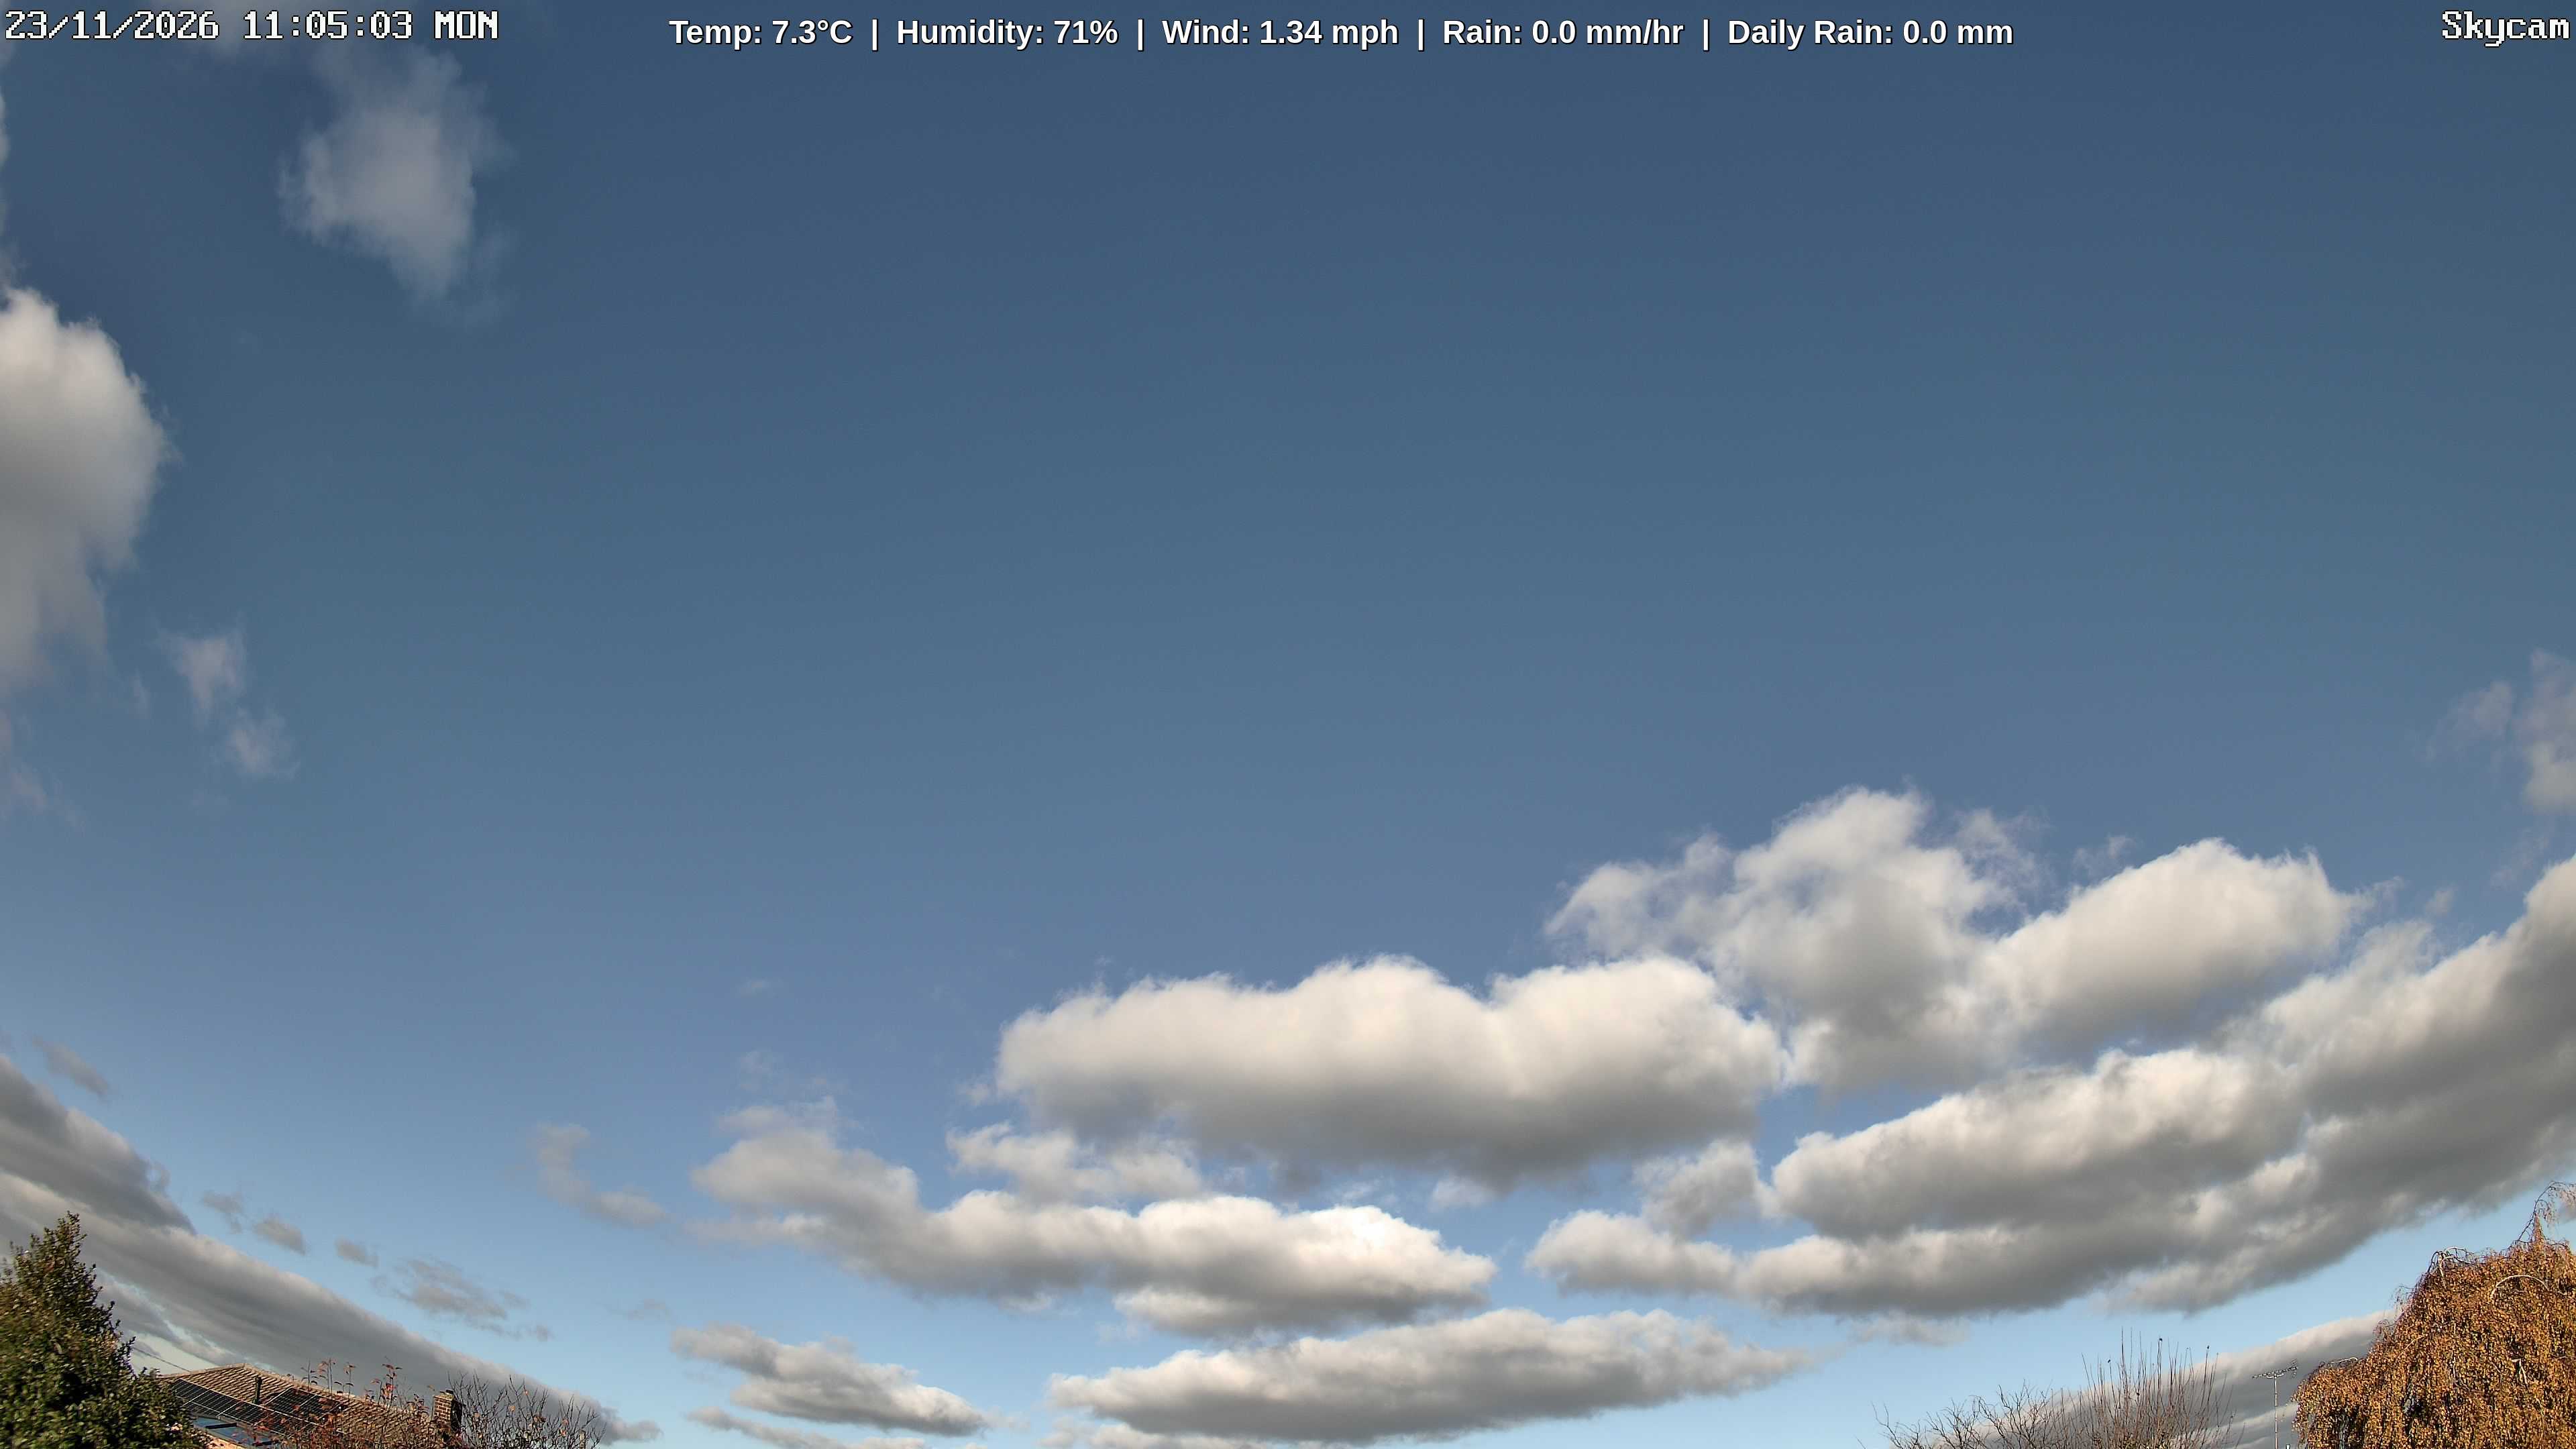 23/11/2026 11:05:03 MON
Temp: 7.3°C | Humidity: 71% | Wind: 1.34 mph | Rain: 0.0 mm/hr | Daily Rain: 0.0 mm
Skycam